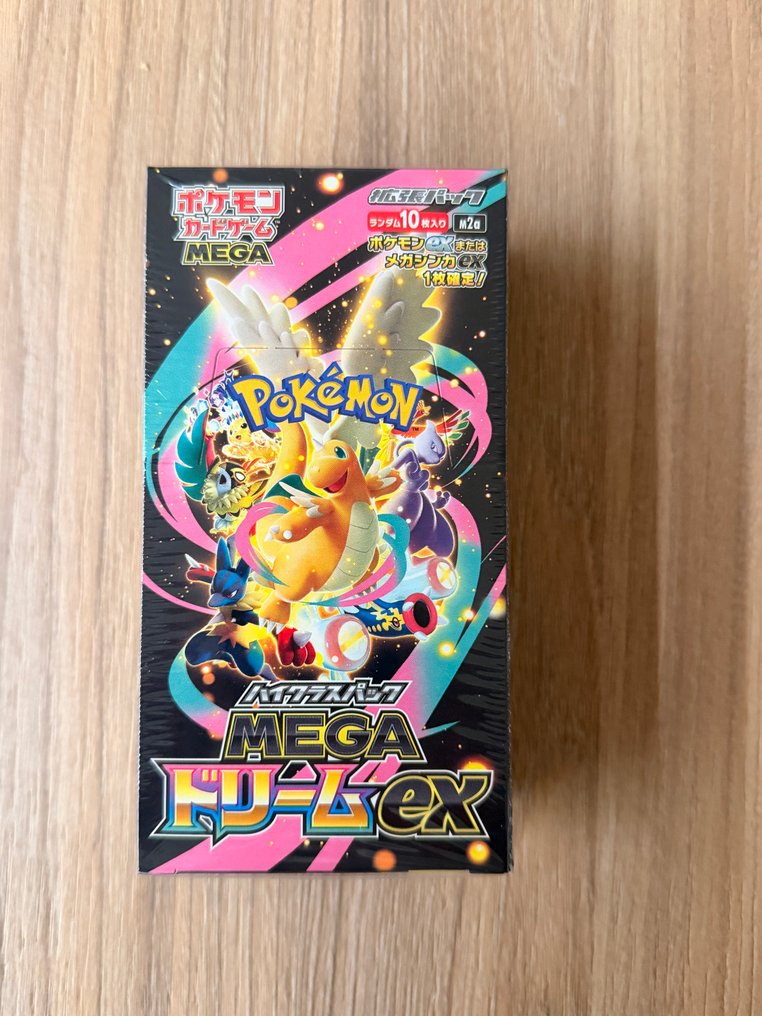 ポケモン
カードゲーム
MEGA
拡張パック
ランダム10枚入り M2a
ポケモンexまたは
メガシンカex
1枚確定!
POKéMON
ハイクラスパック
MEGA
ドリームex